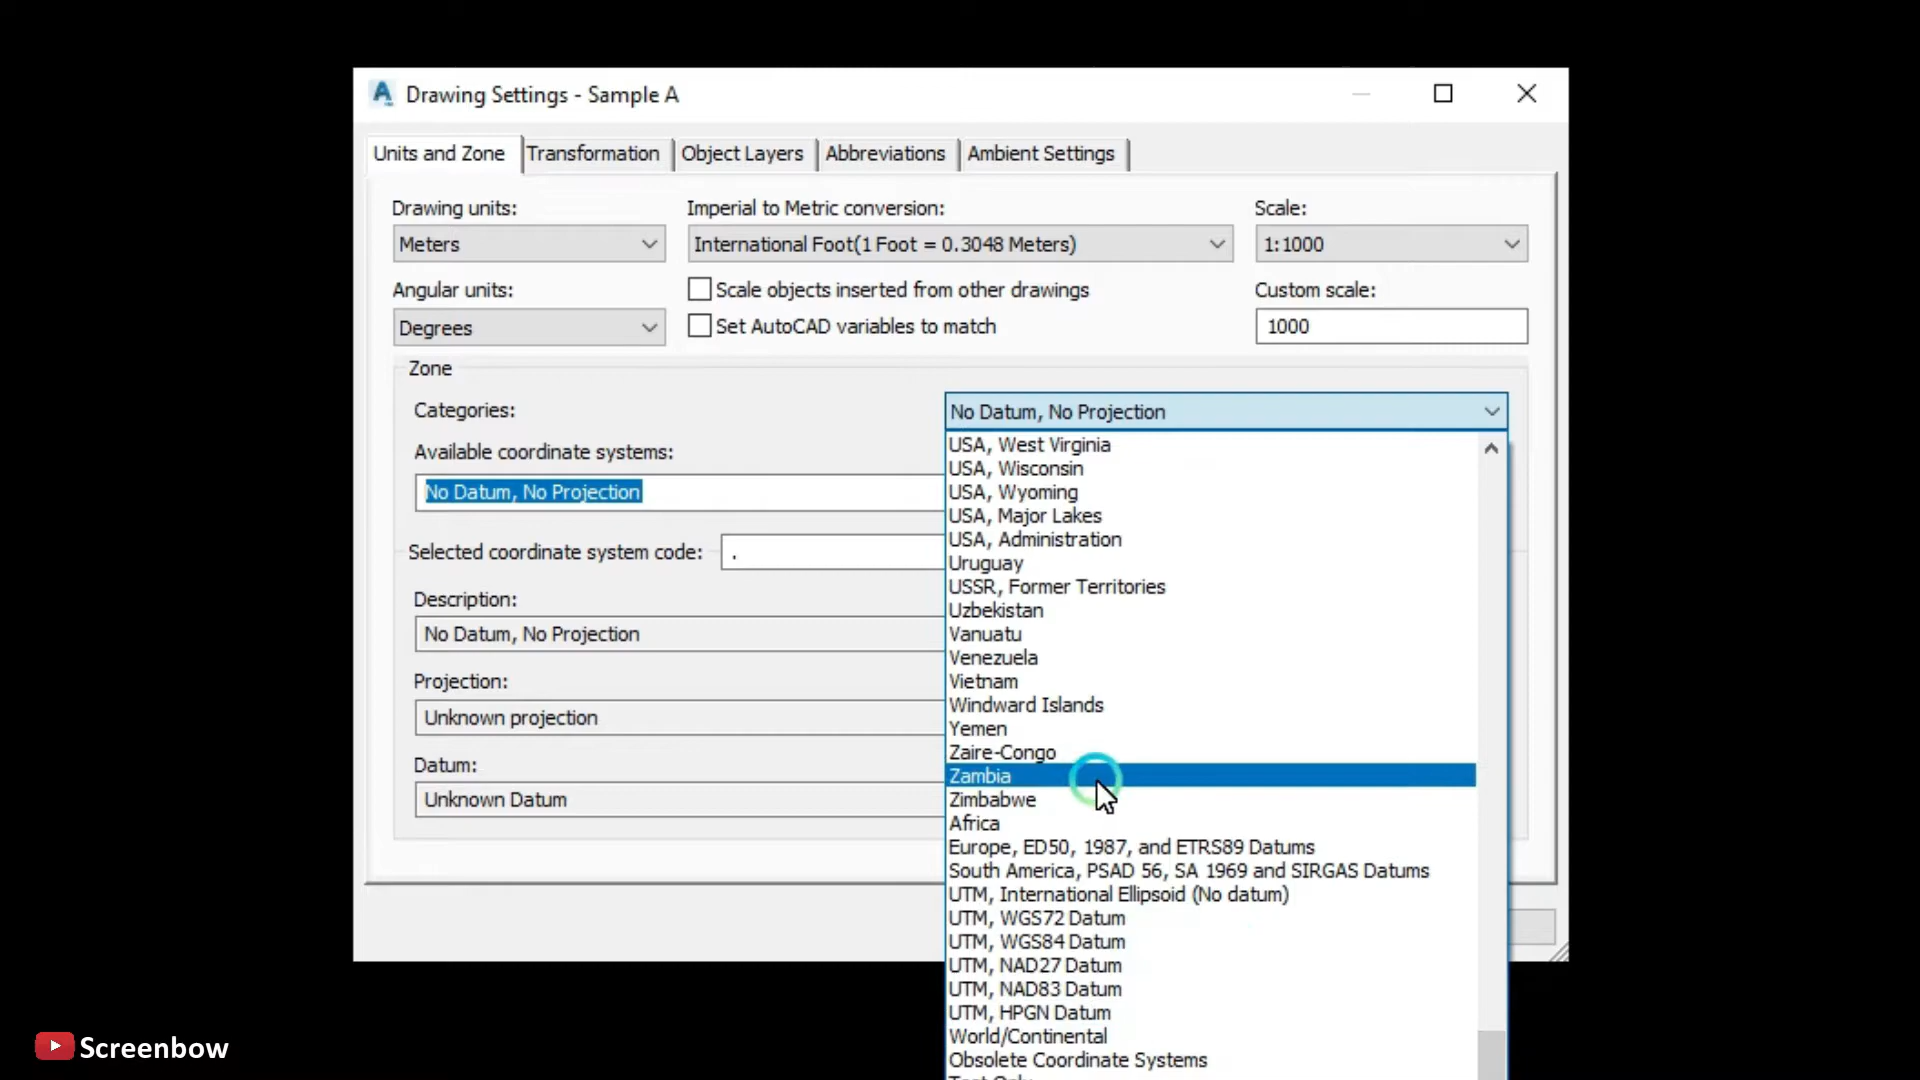 Drawing Settings - Sample A
Units and Zone
Transformation
Object Layers
Abbreviations
Ambient Settings
Drawing units:
Imperial to Metric conversion:
Scale:
Meters
International Foot(1 Foot = 0.3048 Meters)
1:1000
Angular units:
Scale objects inserted from other drawings
Custom scale:
Degrees
Set AutoCAD variables to match
1000
Zone
Categories:
No Datum, No Projection
Available coordinate systems:
No Datum, No Projection
Selected coordinate system code:
.
Description:
No Datum, No Projection
Projection:
Unknown projection
Datum:
Unknown Datum
USA, West Virginia
USA, Wisconsin
USA, Wyoming
USA, Major Lakes
USA, Administration
Uruguay
USSR, Former Territories
Uzbekistan
Vanuatu
Venezuela
Vietnam
Windward Islands
Yemen
Zaire-Congo
Zambia
Zimbabwe
Africa
Europe, ED50, 1987, and ETRS89 Datums
South America, PSAD 56, SA 1969 and SIRGAS Datums
UTM, International Ellipsoid (No datum)
UTM, WGS72 Datum
UTM, WGS84 Datum
UTM, NAD27 Datum
UTM, NAD83 Datum
UTM, HPGN Datum
World/Continental
Obsolete Coordinate Systems
Screenbow